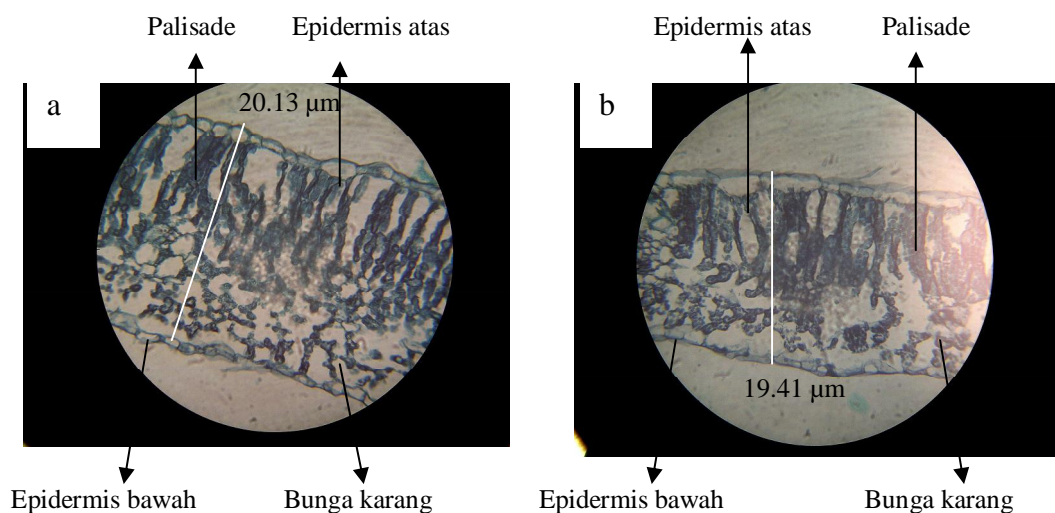 Palisade
Epidermis atas
Epidermis atas
Palisade
a
20.13 µm
b
19.41 µm
Epidermis bawah
Bunga karang
Epidermis bawah
Bunga karang